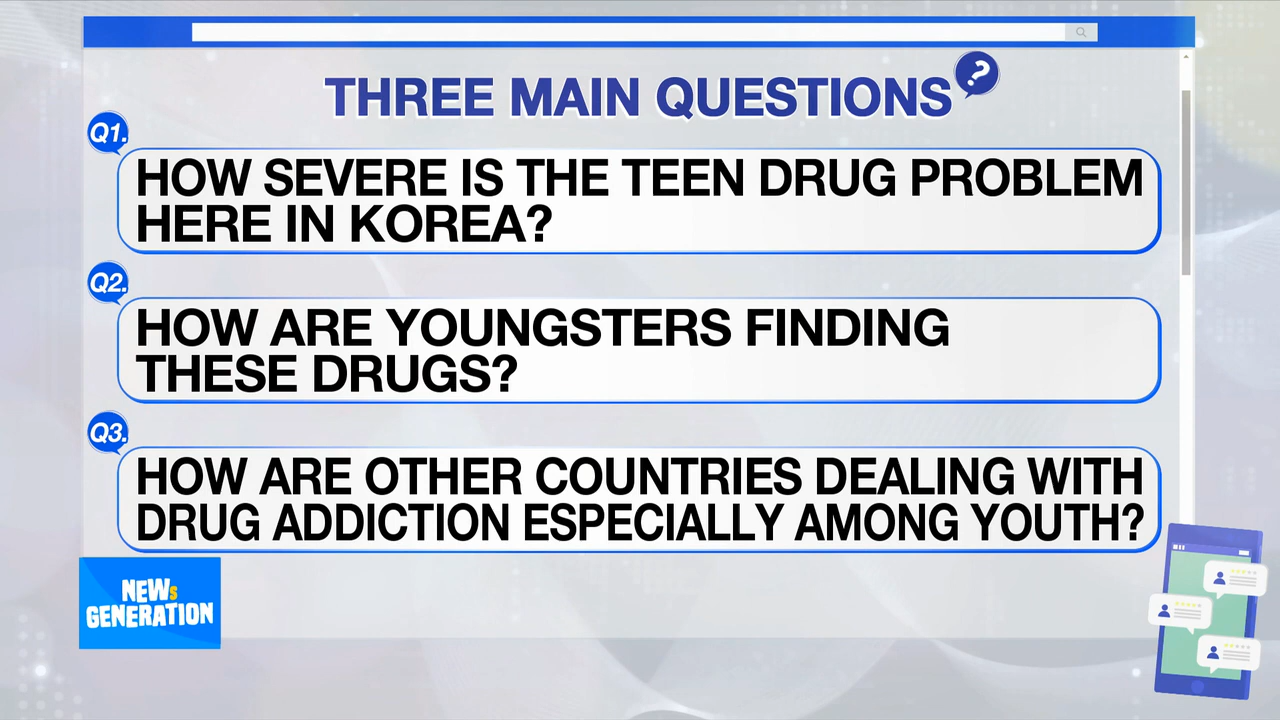 THREE MAIN QUESTIONS ?
Q1.
HOW SEVERE IS THE TEEN DRUG PROBLEM
HERE IN KOREA?
Q2.
HOW ARE YOUNGSTERS FINDING
THESE DRUGS?
Q3.
HOW ARE OTHER COUNTRIES DEALING WITH
DRUG ADDICTION ESPECIALLY AMONG YOUTH?
NEWs
GENERATION